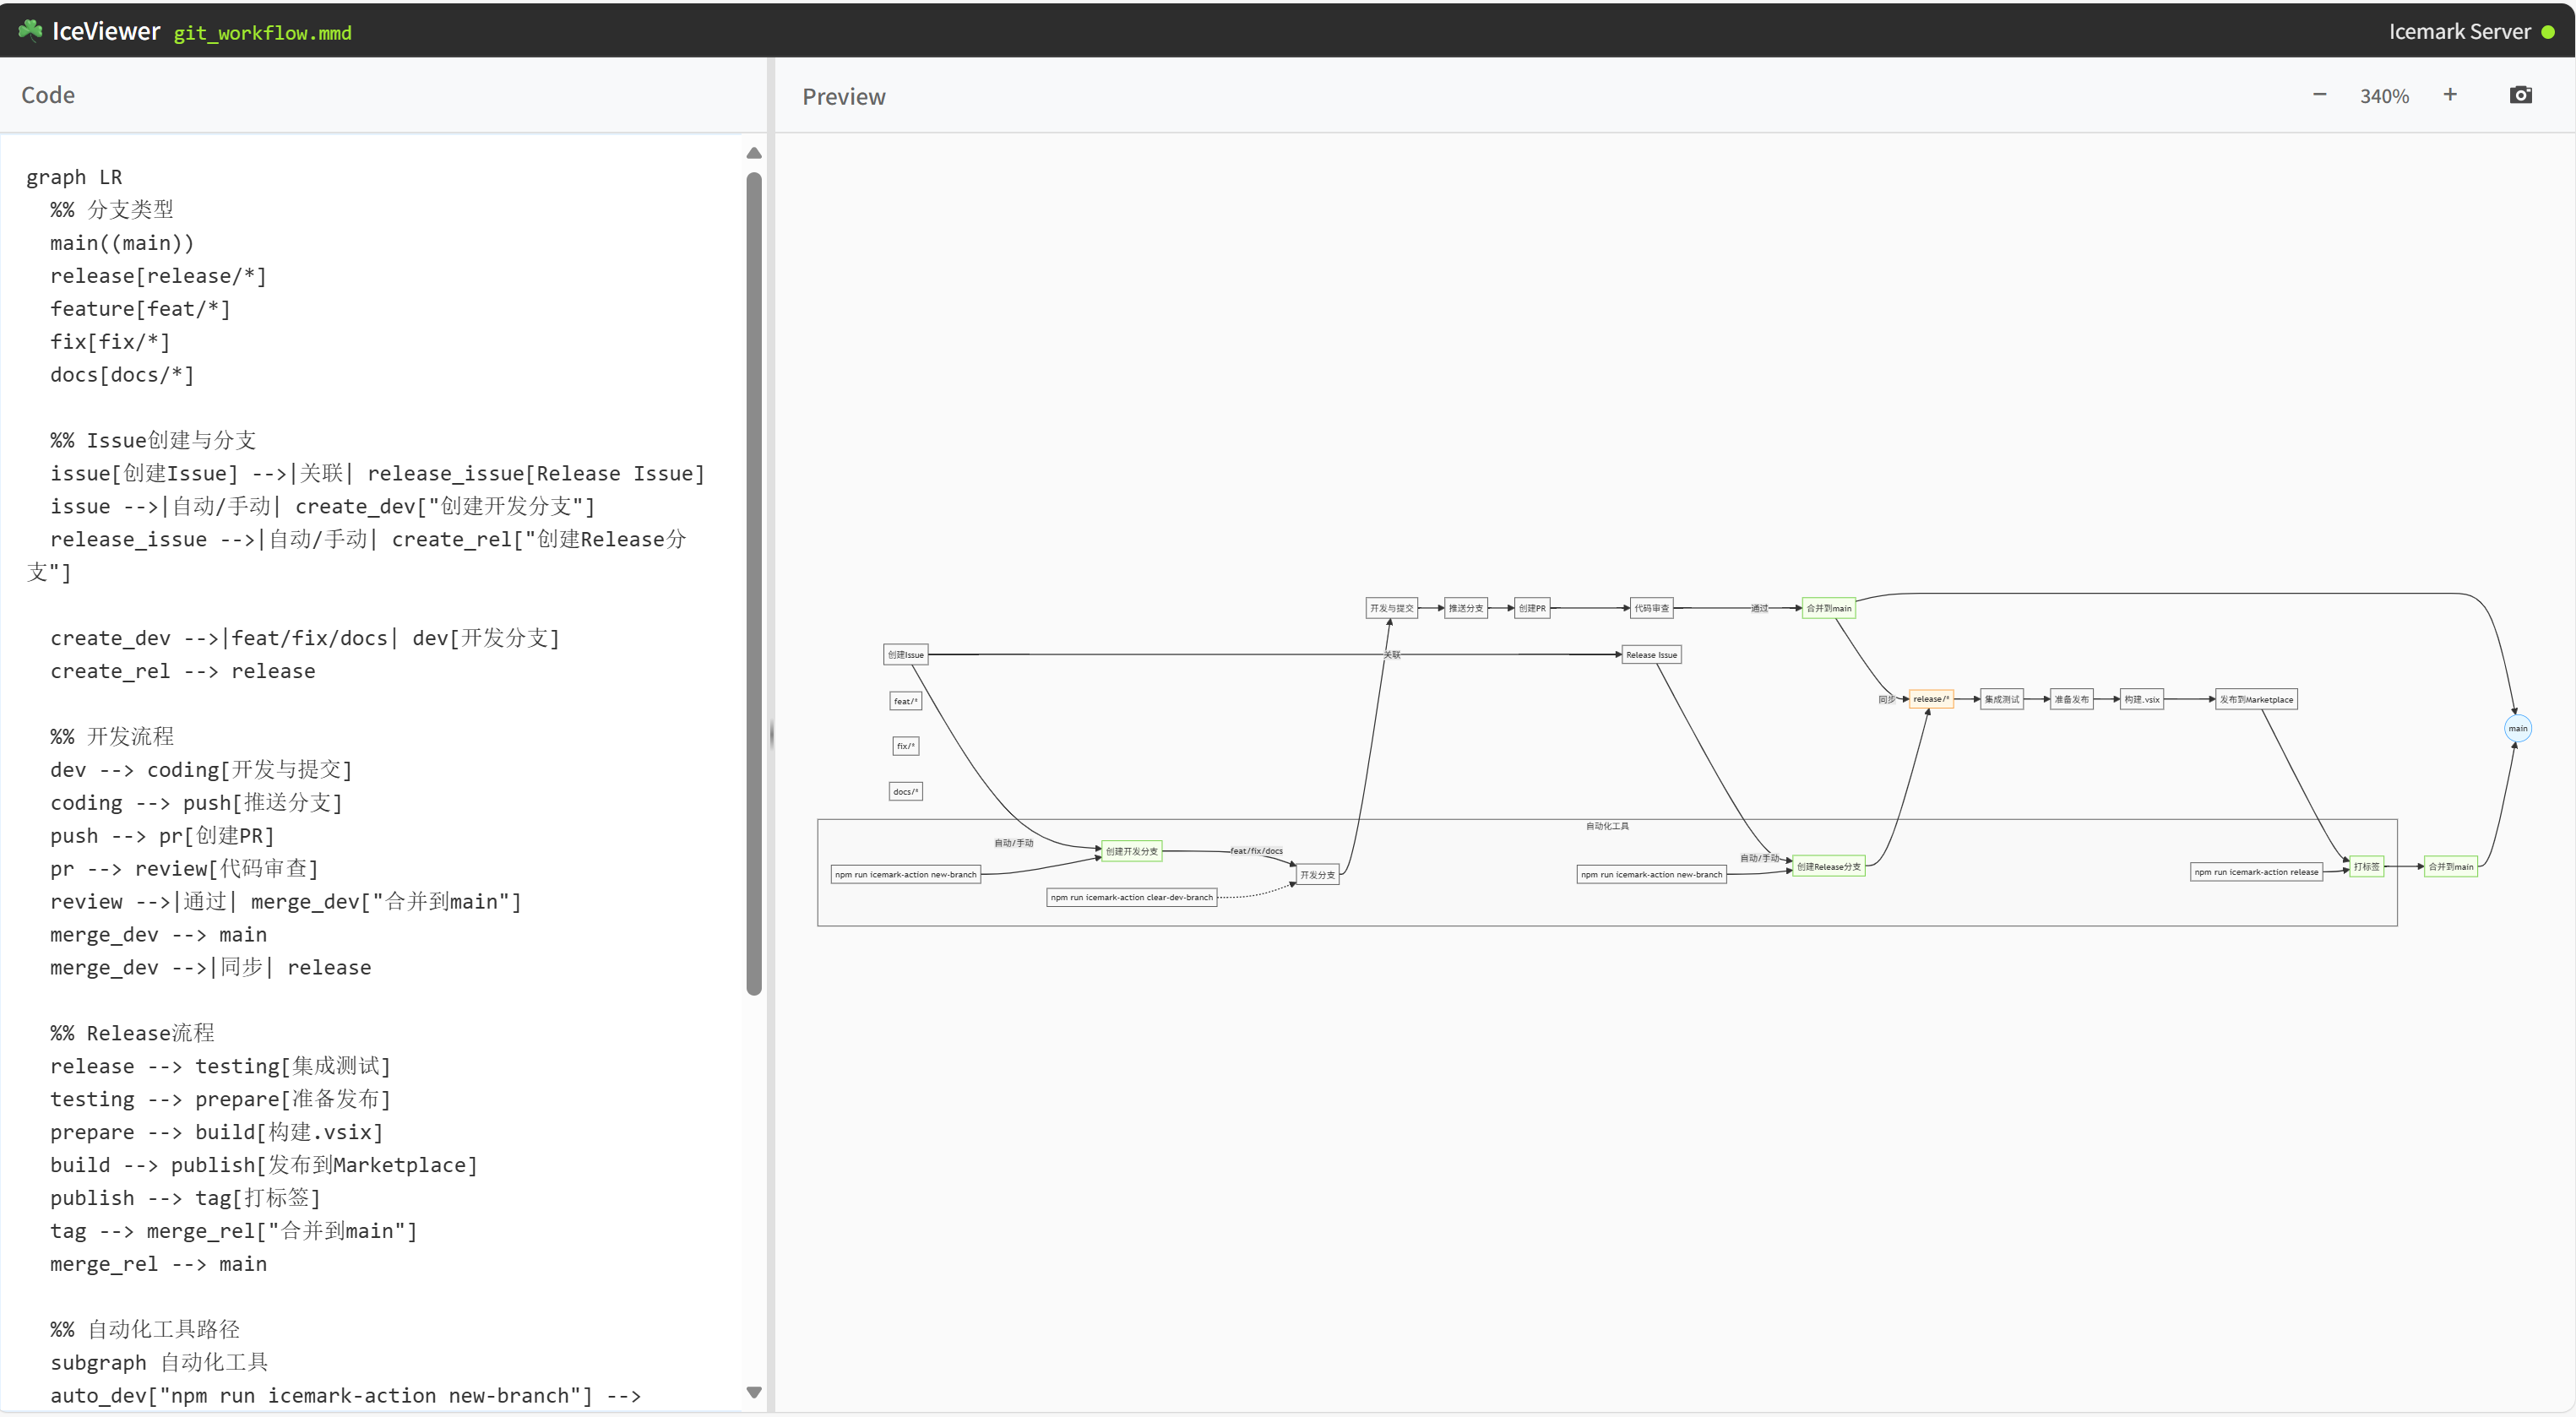 IceViewer git_workflow.mmd
Icemark Server
Code
Preview
340%
graph LR
%% 分支类型
main((main))
release[release/*]
feature[feat/*]
fix[fix/*]
docs[docs/*]
%% Issue创建与分支
issue[创建Issue] -->|关联| release_issue[Release Issue]
issue -->|自动/手动| create_dev["创建开发分支"]
release_issue -->|自动/手动| create_rel["创建Release分
支"]
create_dev -->|feat/fix/docs| dev[开发分支]
create_rel --> release
%% 开发流程
dev --> coding[开发与提交]
coding --> push[推送分支]
push --> pr[创建PR]
pr --> review[代码审查]
review -->|通过| merge_dev["合并到main"]
merge_dev --> main
merge_dev -->|同步| release
%% Release流程
release --> testing[集成测试]
testing --> prepare[准备发布]
prepare --> build[构建.vsix]
build --> publish[发布到Marketplace]
publish --> tag[打标签]
tag --> merge_rel["合并到main"]
merge_rel --> main
%% 自动化工具路径
subgraph 自动化工具
auto_dev["npm run icemark-action new-branch"] -->
开发与提交
推送分支
创建PR
代码审查
通过
合并到main
创建Issue
关联
Release Issue
feat/*
同步
release/*
集成测试
准备发布
构建.vsix
发布到Marketplace
main
fix/*
docs/*
自动化工具
自动/手动
创建开发分支
feat/fix/docs
开发分支
npm run icemark-action new-branch
npm run icemark-action clear-dev-branch
自动/手动
创建Release分支
npm run icemark-action new-branch
npm run icemark-action release
打标签
合并到main